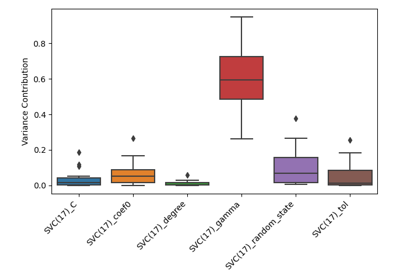 Variance Contribution
0.8
0.6
0.4
0.2
0.0
SVC(17)_C
SVC(17)_coef0
SVC(17)_degree
SVC(17)_gamma
SVC(17)_random_state
SVC(17)_tol